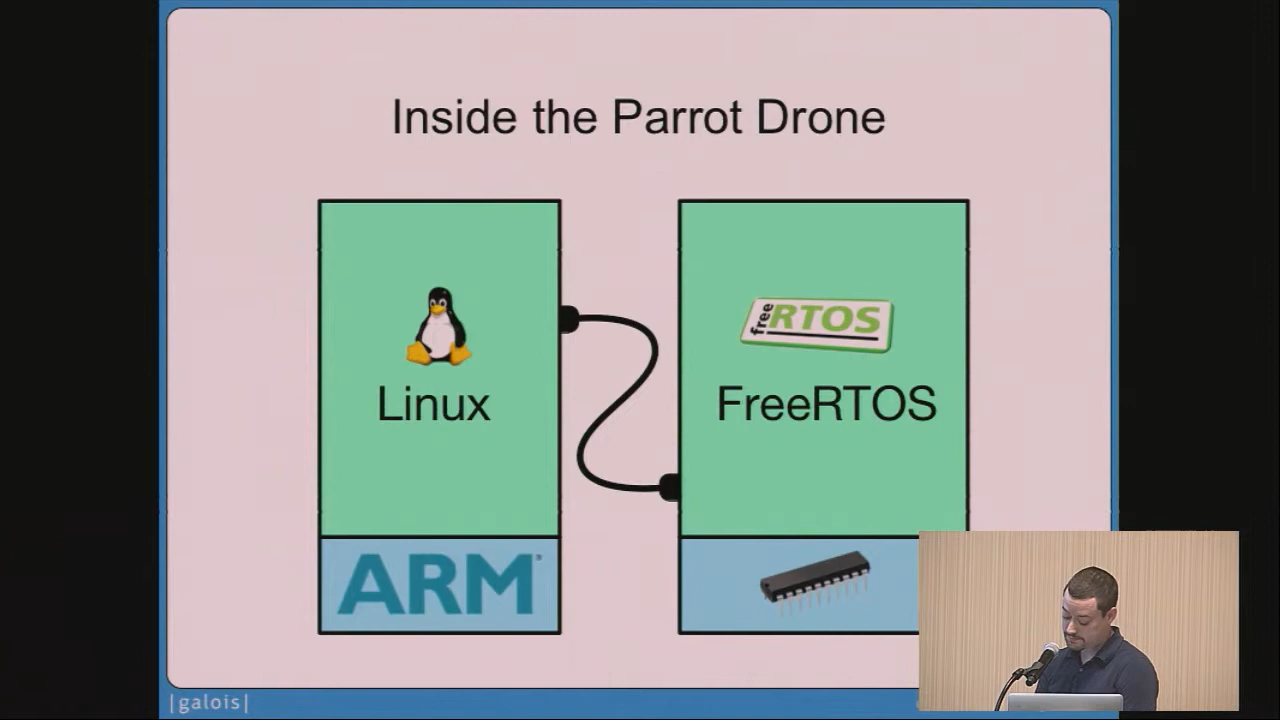 Inside the Parrot Drone
free RTOS
Linux
FreeRTOS
ARM
|galois|